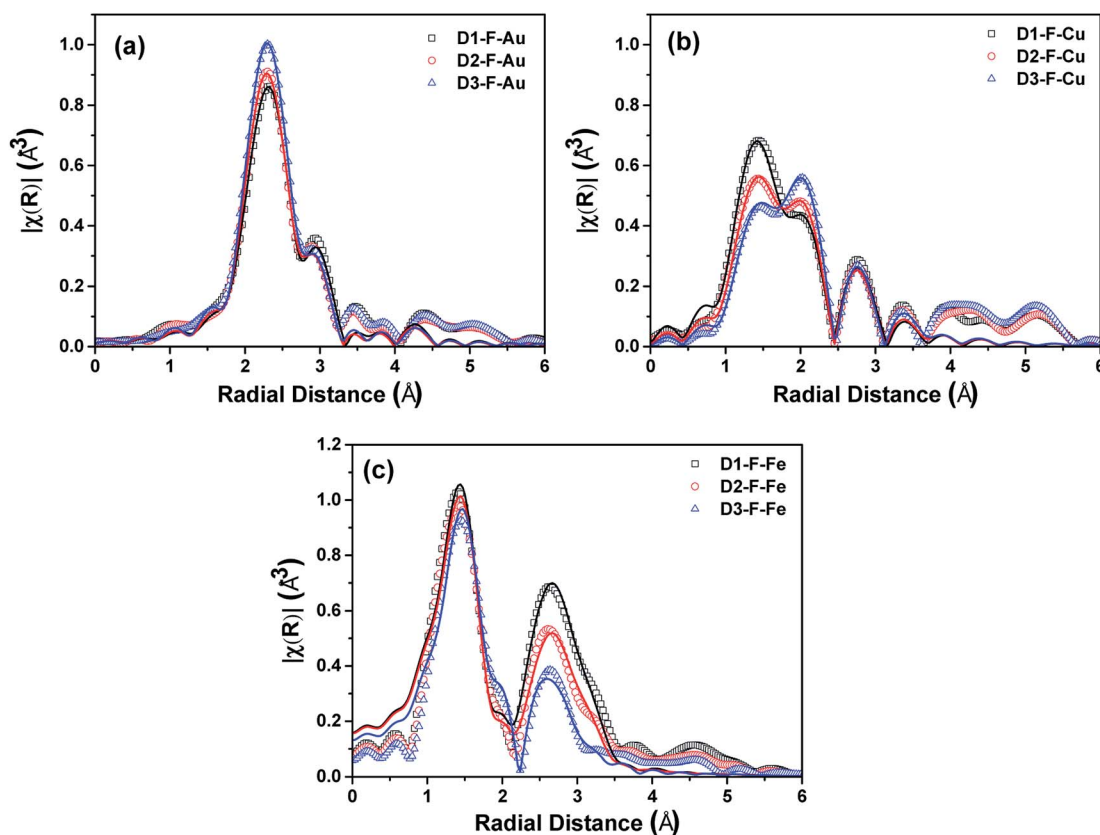 (a)
D1-F-Au
D2-F-Au
D3-F-Au
|χ(R)| (Å³)
1.0
0.8
0.6
0.4
0.2
0.0
0 1 2 3 4 5 6
Radial Distance (Å)
(b)
D1-F-Cu
D2-F-Cu
D3-F-Cu
|χ(R)| (Å³)
1.0
0.8
0.6
0.4
0.2
0.0
0 1 2 3 4 5 6
Radial Distance (Å)
(c)
D1-F-Fe
D2-F-Fe
D3-F-Fe
|χ(R)| (Å³)
1.2
1.0
0.8
0.6
0.4
0.2
0.0
0 1 2 3 4 5 6
Radial Distance (Å)